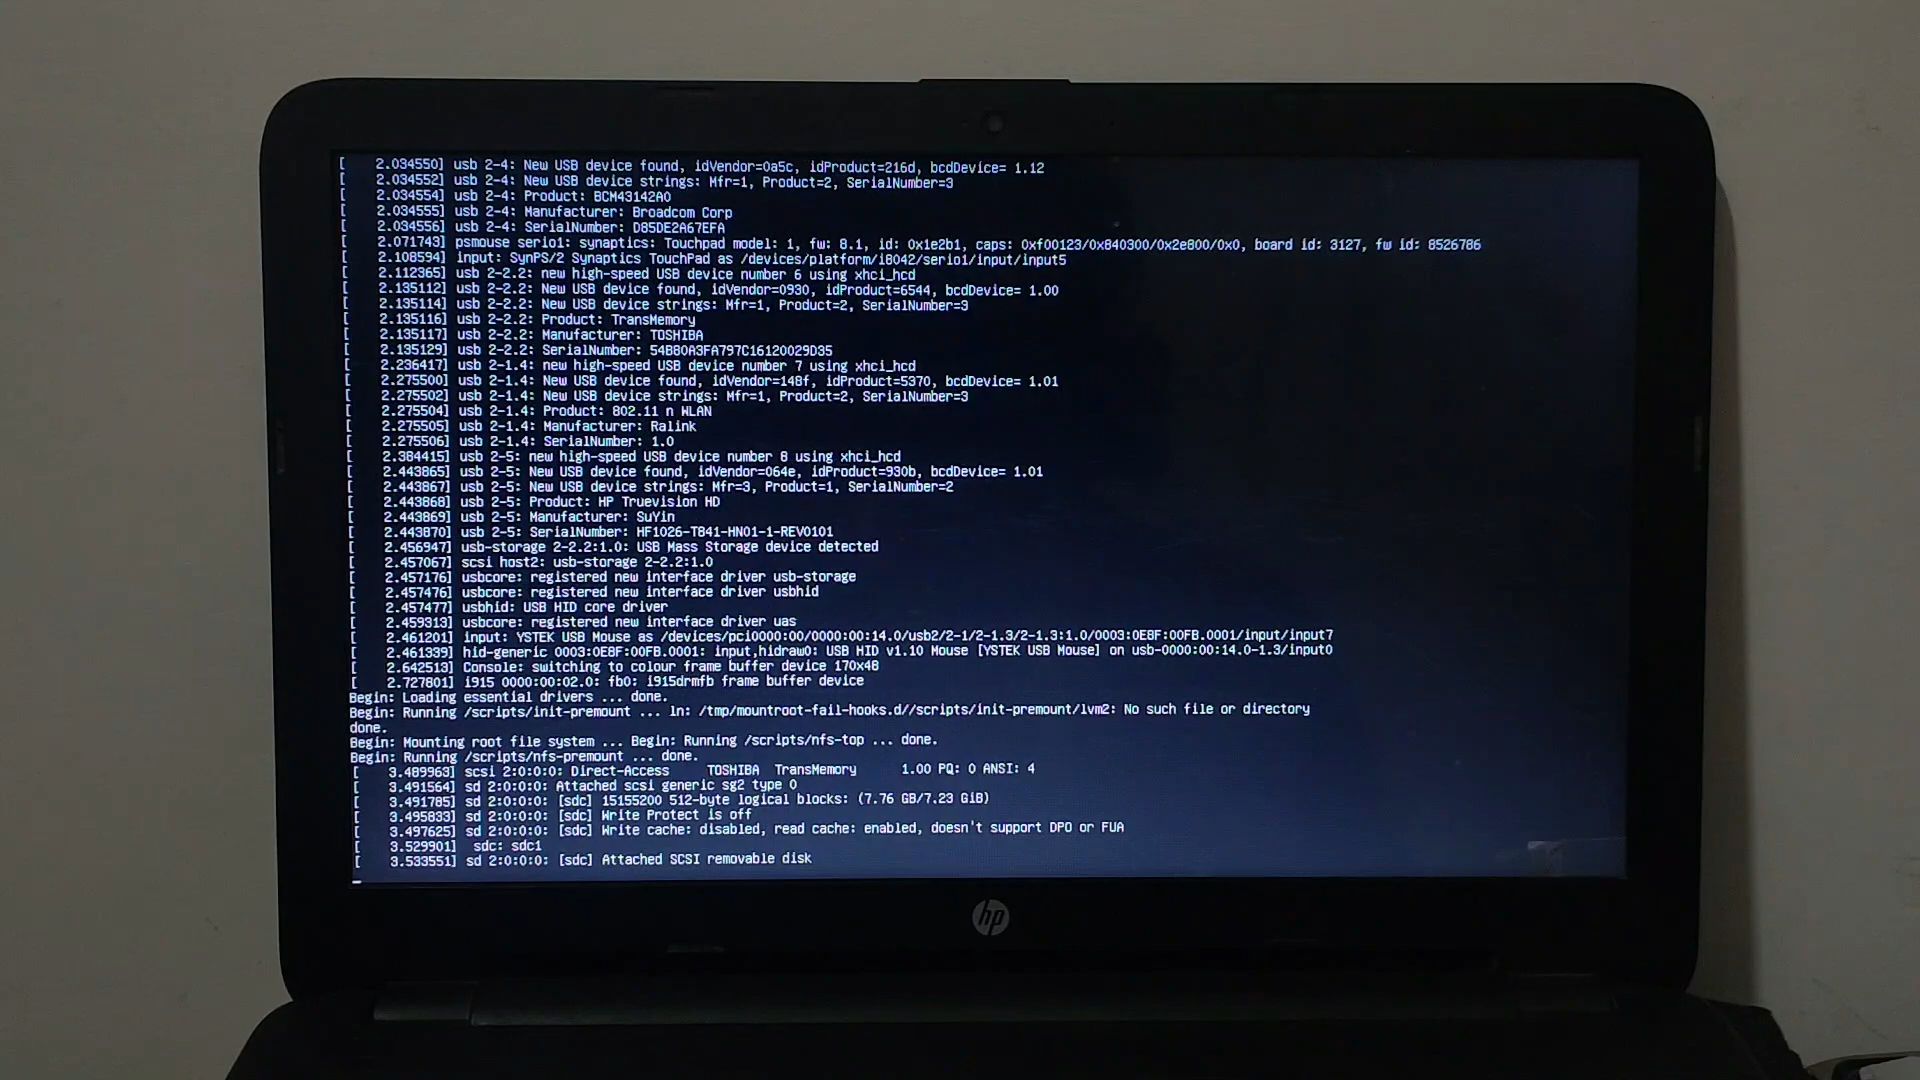 [    2.034550] usb 2-4: New USB device found, idVendor=0a5c, idProduct=216d, bcdDevice= 1.12
[    2.034552] usb 2-4: New USB device strings: Mfr=1, Product=2, SerialNumber=3
[    2.034554] usb 2-4: Product: BCM43142A0
[    2.034555] usb 2-4: Manufacturer: Broadcom Corp
[    2.034556] usb 2-4: SerialNumber: D85DE2A67EFA
[    2.071743] psmouse serio1: synaptics: Touchpad model: 1, fw: 8.1, id: 0x1e2b1, caps: 0xf00123/0x840300/0x2e800/0x0, board id: 3127, fw id: 8526786
[    2.108594] input: SynPS/2 Synaptics TouchPad as /devices/platform/i8042/serio1/input/input5
[    2.112365] usb 2-2.2: new high-speed USB device number 6 using xhci_hcd
[    2.135112] usb 2-2.2: New USB device found, idVendor=0930, idProduct=6544, bcdDevice= 1.00
[    2.135114] usb 2-2.2: New USB device strings: Mfr=1, Product=2, SerialNumber=3
[    2.135116] usb 2-2.2: Product: TransMemory
[    2.135117] usb 2-2.2: Manufacturer: TOSHIBA
[    2.135129] usb 2-2.2: SerialNumber: 54B80A3FA797C16120029D35
[    2.236417] usb 2-1.4: new high-speed USB device number 7 using xhci_hcd
[    2.275500] usb 2-1.4: New USB device found, idVendor=148f, idProduct=5370, bcdDevice= 1.01
[    2.275502] usb 2-1.4: New USB device strings: Mfr=1, Product=2, SerialNumber=3
[    2.275504] usb 2-1.4: Product: 802.11 n WLAN
[    2.275505] usb 2-1.4: Manufacturer: Ralink
[    2.275506] usb 2-1.4: SerialNumber: 1.0
[    2.384415] usb 2-5: new high-speed USB device number 8 using xhci_hcd
[    2.443865] usb 2-5: New USB device found, idVendor=064e, idProduct=930b, bcdDevice= 1.01
[    2.443867] usb 2-5: New USB device strings: Mfr=3, Product=1, SerialNumber=2
[    2.443868] usb 2-5: Product: HP Truevision HD
[    2.443869] usb 2-5: Manufacturer: SuYin
[    2.443870] usb 2-5: SerialNumber: HF1026-T841-HN01-1-REV0101
[    2.456947] usb-storage 2-2.2:1.0: USB Mass Storage device detected
[    2.457067] scsi host2: usb-storage 2-2.2:1.0
[    2.457176] usbcore: registered new interface driver usb-storage
[    2.457476] usbcore: registered new interface driver usbhid
[    2.457477] usbhid: USB HID core driver
[    2.459313] usbcore: registered new interface driver uas
[    2.461201] input: YSTEK USB Mouse as /devices/pci0000:00/0000:00:14.0/usb2/2-1/2-1.3/2-1.3:1.0/0003:0E8F:00FB.0001/input/input7
[    2.461339] hid-generic 0003:0E8F:00FB.0001: input,hidraw0: USB HID v1.10 Mouse [YSTEK USB Mouse] on usb-0000:00:14.0-1.3/input0
[    2.642513] Console: switching to colour frame buffer device 170x48
[    2.727801] i915 0000:00:02.0: fb0: i915drmfb frame buffer device
Begin: Loading essential drivers ... done.
Begin: Running /scripts/init-premount ... ln: /tmp/mountroot-fail-hooks.d//scripts/init-premount/lvm2: No such file or directory
done.
Begin: Mounting root file system ... Begin: Running /scripts/nfs-top ... done.
Begin: Running /scripts/nfs-premount ... done.
[    3.489963] scsi 2:0:0:0: Direct-Access     TOSHIBA  TransMemory      1.00 PQ: 0 ANSI: 4
[    3.491564] sd 2:0:0:0: Attached scsi generic sg2 type 0
[    3.491785] sd 2:0:0:0: [sdc] 15155200 512-byte logical blocks: (7.76 GB/7.23 GiB)
[    3.495833] sd 2:0:0:0: [sdc] Write Protect is off
[    3.497625] sd 2:0:0:0: [sdc] Write cache: disabled, read cache: enabled, doesn't support DPO or FUA
[    3.529901]  sdc: sdc1
[    3.533551] sd 2:0:0:0: [sdc] Attached SCSI removable disk
hp